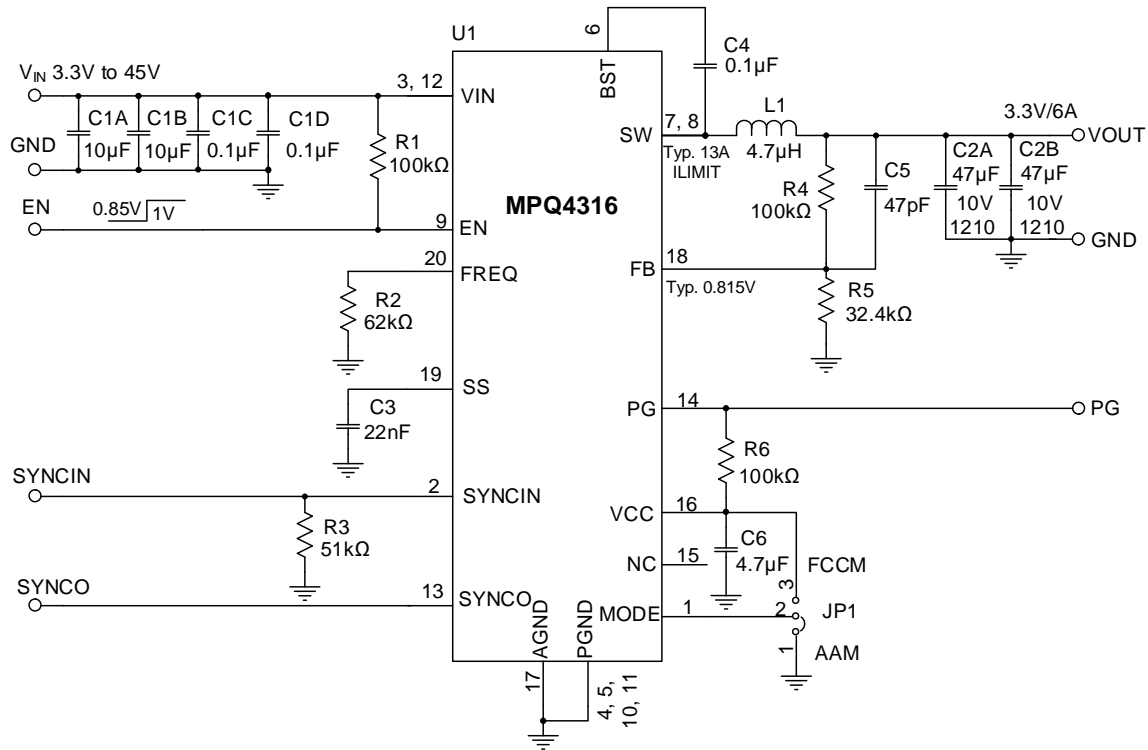 U1
6
BST
C4
0.1µF
VIN 3.3V to 45V
3, 12
VIN
C1A
10µF
C1B
10µF
C1C
0.1µF
C1D
0.1µF
GND
R1
100kΩ
EN
0.85V
1V
9
EN
MPQ4316
SW
7, 8
Typ. 13A
ILIMIT
L1
4.7µH
3.3V/6A
VOUT
R4
100kΩ
C5
47pF
C2A
47µF
10V
1210
C2B
47µF
10V
1210
GND
20
FREQ
R2
62kΩ
FB
18
Typ. 0.815V
R5
32.4kΩ
19
SS
C3
22nF
PG
14
PG
R6
100kΩ
SYNCIN
2
SYNCIN
R3
51kΩ
VCC
16
C6
4.7µF
NC
15
FCCM
3
SYNCO
13
SYNCO
MODE
1
2
JP1
1
AAM
AGND
PGND
17
4, 5,
10, 11